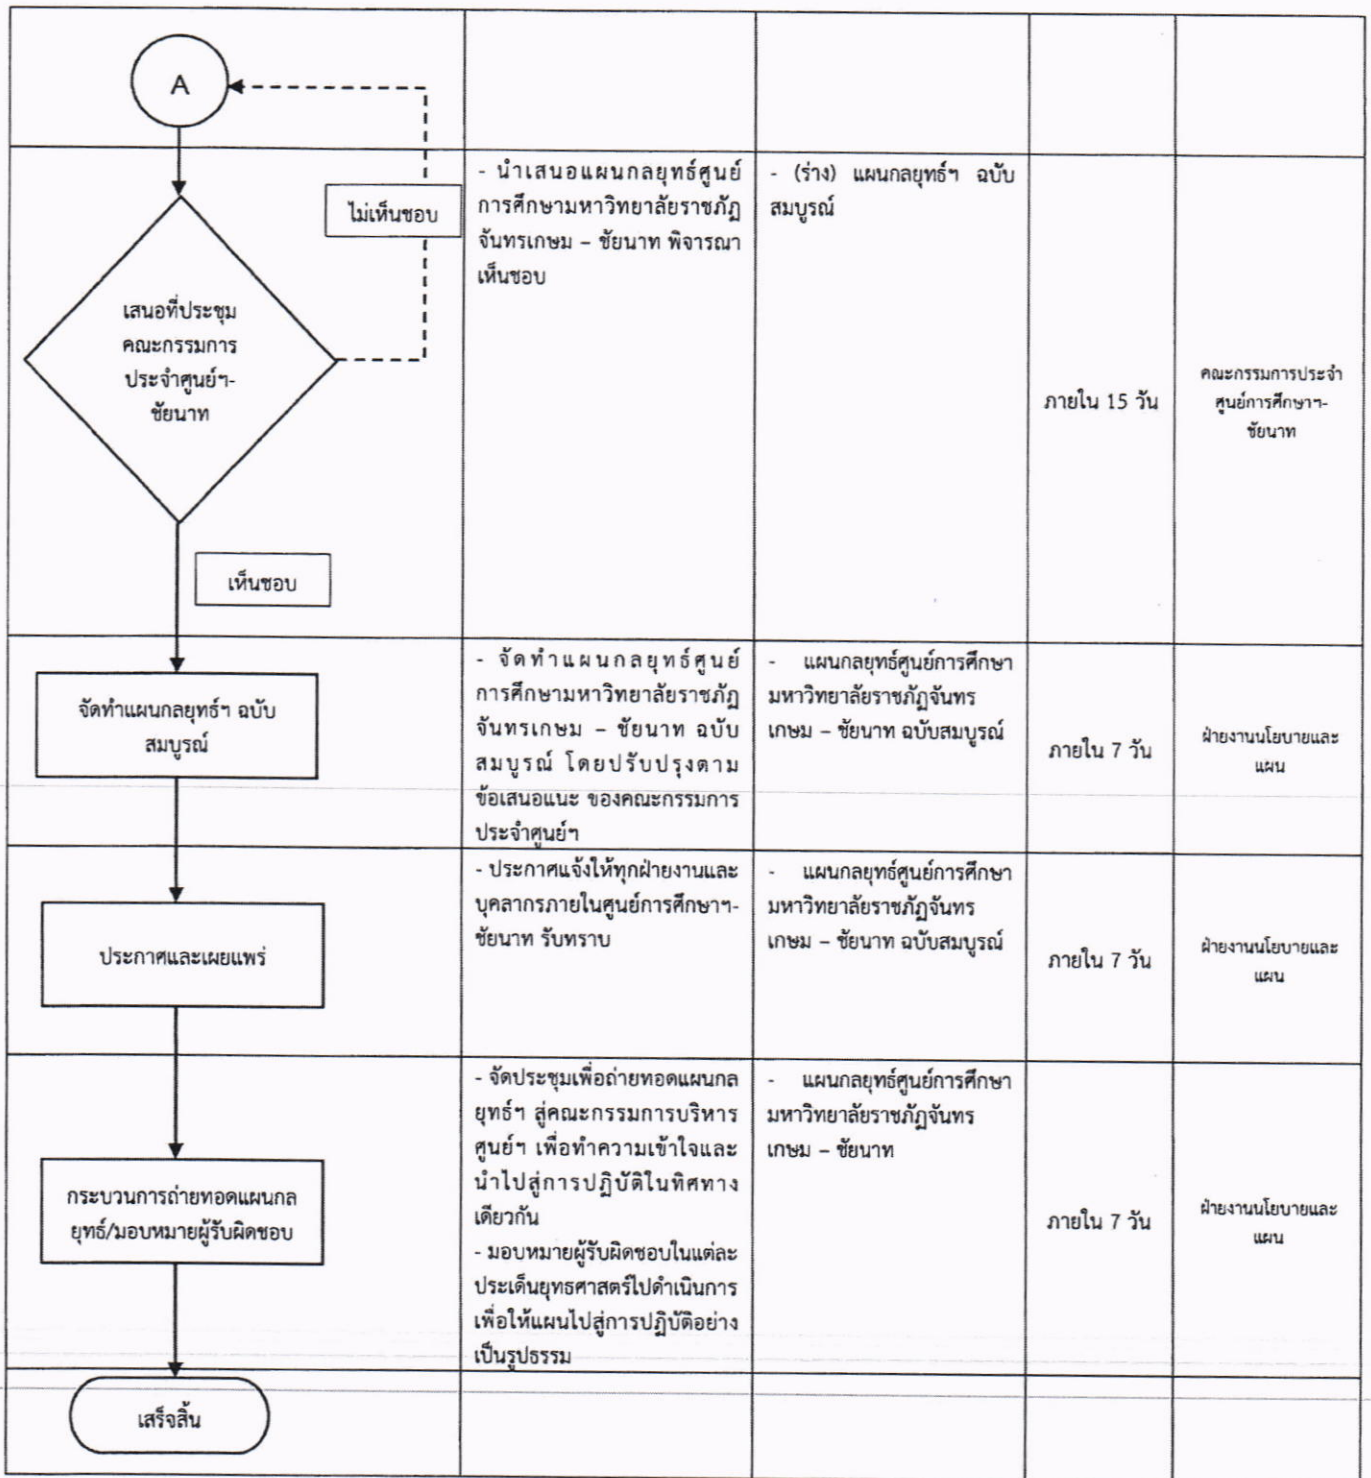 A
ไม่เห็นชอบ
เสนอที่ประชุม
คณะกรรมการ
ประจำศูนย์ฯ-
ชัยนาท
เห็นชอบ
- นำเสนอแผนกลยุทธ์ศูนย์
การศึกษามหาวิทยาลัยราชภัฏ
จันทรเกษม – ชัยนาท พิจารณา
เห็นชอบ
- (ร่าง) แผนกลยุทธ์ฯ ฉบับ
สมบูรณ์
ภายใน 15 วัน
คณะกรรมการประจำ
ศูนย์การศึกษาฯ-
ชัยนาท
จัดทำแผนกลยุทธ์ฯ ฉบับ
สมบูรณ์
- จัดทำแผนกลยุทธ์ศูนย์
การศึกษามหาวิทยาลัยราชภัฏ
จันทรเกษม – ชัยนาท ฉบับ
สมบูรณ์ โดยปรับปรุงตาม
ข้อเสนอแนะ ของคณะกรรมการ
ประจำศูนย์ฯ
- แผนกลยุทธ์ศูนย์การศึกษา
มหาวิทยาลัยราชภัฏจันทร
เกษม – ชัยนาท ฉบับสมบูรณ์
ภายใน 7 วัน
ฝ่ายงานนโยบายและ
แผน
ประกาศและเผยแพร่
- ประกาศแจ้งให้ทุกฝ่ายงานและ
บุคลากรภายในศูนย์การศึกษาฯ-
ชัยนาท รับทราบ
- แผนกลยุทธ์ศูนย์การศึกษา
มหาวิทยาลัยราชภัฏจันทร
เกษม – ชัยนาท ฉบับสมบูรณ์
ภายใน 7 วัน
ฝ่ายงานนโยบายและ
แผน
กระบวนการถ่ายทอดแผนกล
ยุทธ์/มอบหมายผู้รับผิดชอบ
- จัดประชุมเพื่อถ่ายทอดแผนกล
ยุทธ์ฯ สู่คณะกรรมการบริหาร
ศูนย์ฯ เพื่อทำความเข้าใจและ
นำไปสู่การปฏิบัติในทิศทาง
เดียวกัน
- มอบหมายผู้รับผิดชอบในแต่ละ
ประเด็นยุทธศาสตร์ไปดำเนินการ
เพื่อให้แผนไปสู่การปฏิบัติอย่าง
เป็นรูปธรรม
- แผนกลยุทธ์ศูนย์การศึกษา
มหาวิทยาลัยราชภัฏจันทร
เกษม – ชัยนาท
ภายใน 7 วัน
ฝ่ายงานนโยบายและ
แผน
เสร็จสิ้น